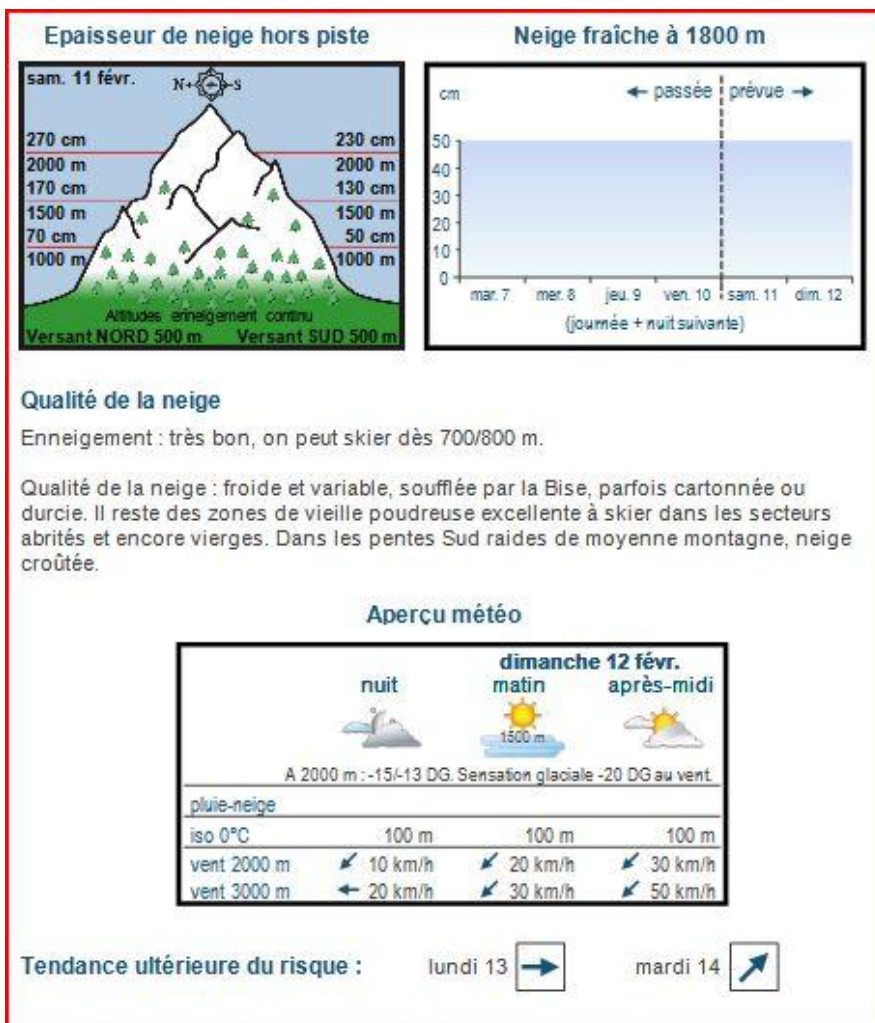 Epaisseur de neige hors piste
sam. 11 févr.
N S
270 cm 230 cm
2000 m 2000 m
170 cm 130 cm
1500 m 1500 m
70 cm 50 cm
1000 m 1000 m
Altitudes enneigement continu
Versant NORD 500 m Versant SUD 500 m
Neige fraîche à 1800 m
cm ← passée prévue →
50
40
30
20
10
0
mar. 7 mer. 8 jeu. 9 ven. 10 sam. 11 dim. 12
(journée + nuit suivante)
Qualité de la neige
Enneigement : très bon, on peut skier dès 700/800 m.
Qualité de la neige : froide et variable, soufflée par la Bise, parfois cartonnée ou
durcie. Il reste des zones de vieille poudreuse excellente à skier dans les secteurs
abrités et encore vierges. Dans les pentes Sud raides de moyenne montagne, neige
croûtée.
Aperçu météo
dimanche 12 févr.
nuit matin après-midi
1500 m
A 2000 m : -15/-13 DG. Sensation glaciale -20 DG au vent.
pluie-neige
iso 0°C 100 m 100 m 100 m
vent 2000 m ↙ 10 km/h ↙ 20 km/h ↙ 30 km/h
vent 3000 m ← 20 km/h ↙ 30 km/h ↙ 50 km/h
Tendance ultérieure du risque : lundi 13 → mardi 14 ↗